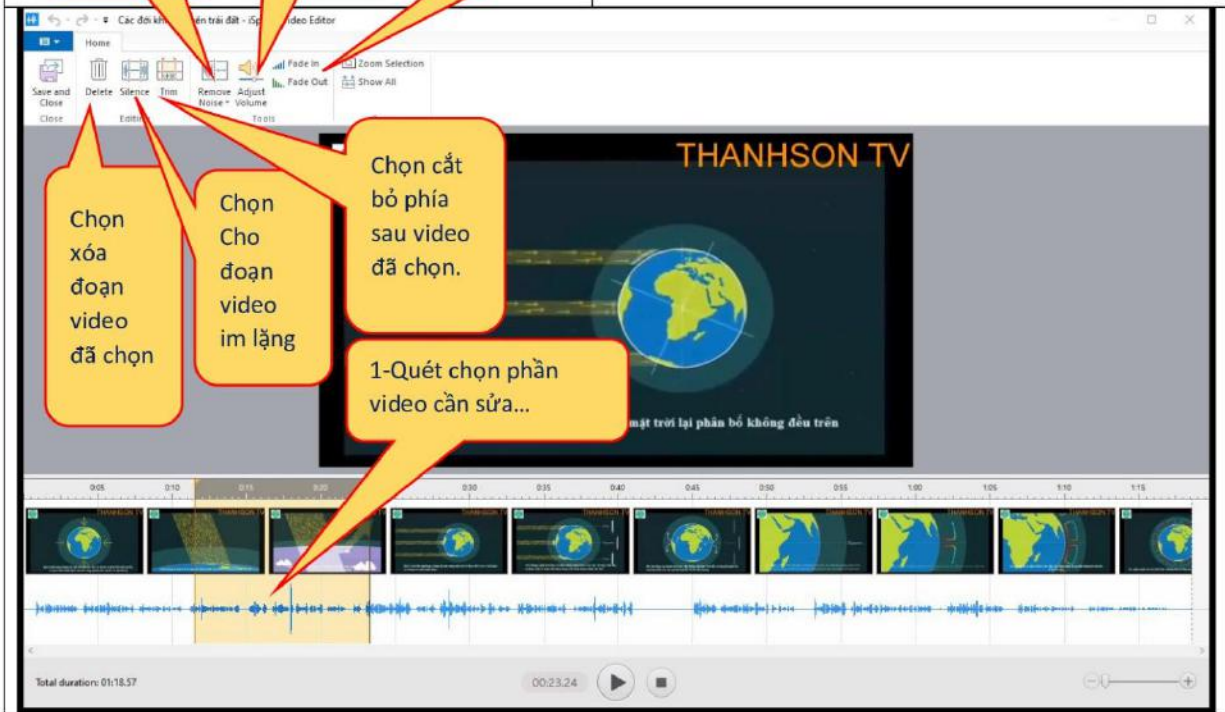 Các đới
trái đất - iSp
ideo Editor
Home
Save and
Close
Delete
Silence
Trim
Remove
Noise
Adjust
Volume
Fade In
Fade Out
Zoom Selection
Show All
Close
Tools
THANHSON TV
Chọn
xóa
đoạn
video
đã chọn
Chọn
Cho
đoạn
video
im lặng
Chọn cắt
bỏ phía
sau video
đã chọn.
1-Quét chọn phần
video cần sửa...
mặt trời lại phân bố không đều trên
0:05 0:10 0:15 0:20 0:30 0:35 0:40 0:45 0:50 0:55 1:00 1:05 1:10 1:15
Total duration: 01:18.57
00:23.24